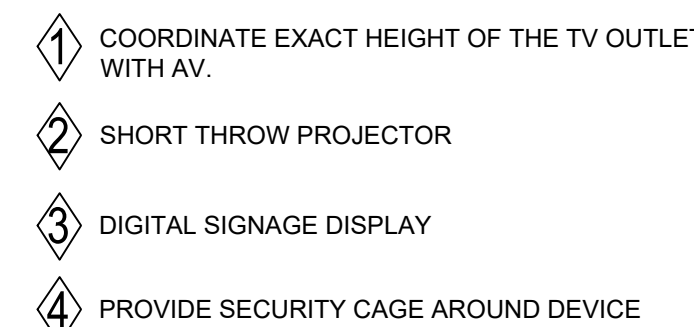 1 COORDINATE EXACT HEIGHT OF THE TV OUTLET
WITH AV.
2 SHORT THROW PROJECTOR
3 DIGITAL SIGNAGE DISPLAY
4 PROVIDE SECURITY CAGE AROUND DEVICE